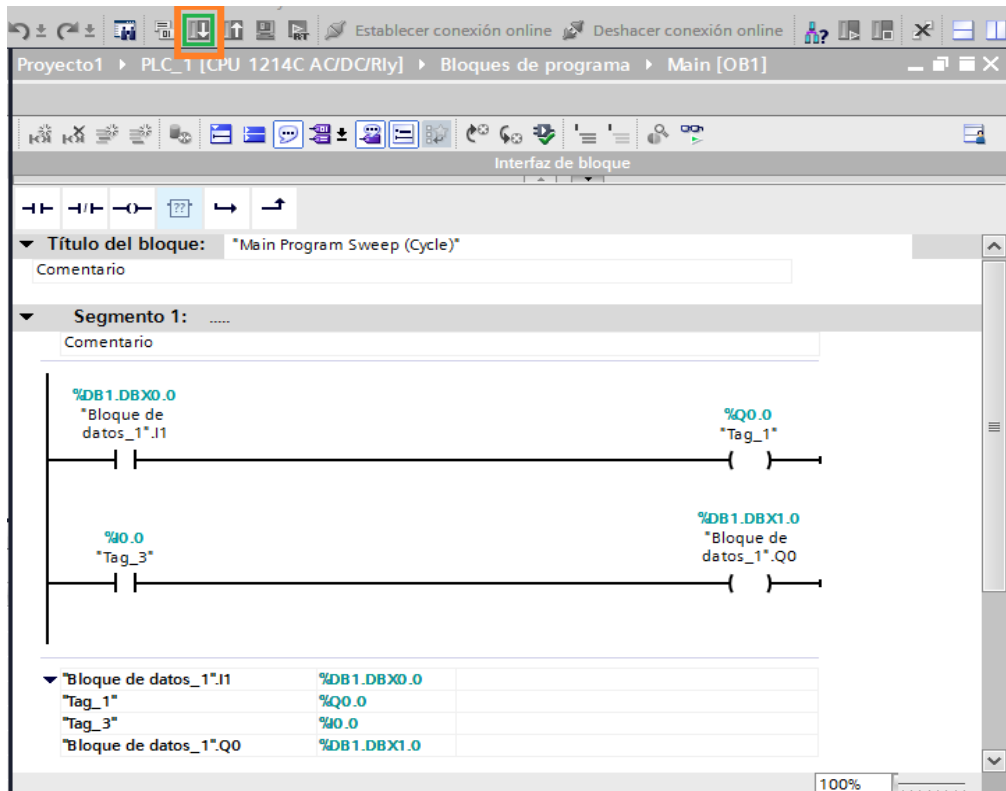 Establecer conexión online Deshacer conexión online
Proyecto1 PLC_1 [CPU 1214C AC/DC/Rly] Bloques de programa Main [OB1]
Interfaz de bloque
??
Título del bloque: "Main Program Sweep (Cycle)"
Comentario
Segmento 1: .....
Comentario
%DB1.DBX0.0
"Bloque de
datos_1".I1
%Q0.0
"Tag_1"
%I0.0
"Tag_3"
%DB1.DBX1.0
"Bloque de
datos_1".Q0
"Bloque de datos_1".I1 %DB1.DBX0.0
"Tag_1" %Q0.0
"Tag_3" %I0.0
"Bloque de datos_1".Q0 %DB1.DBX1.0
100%